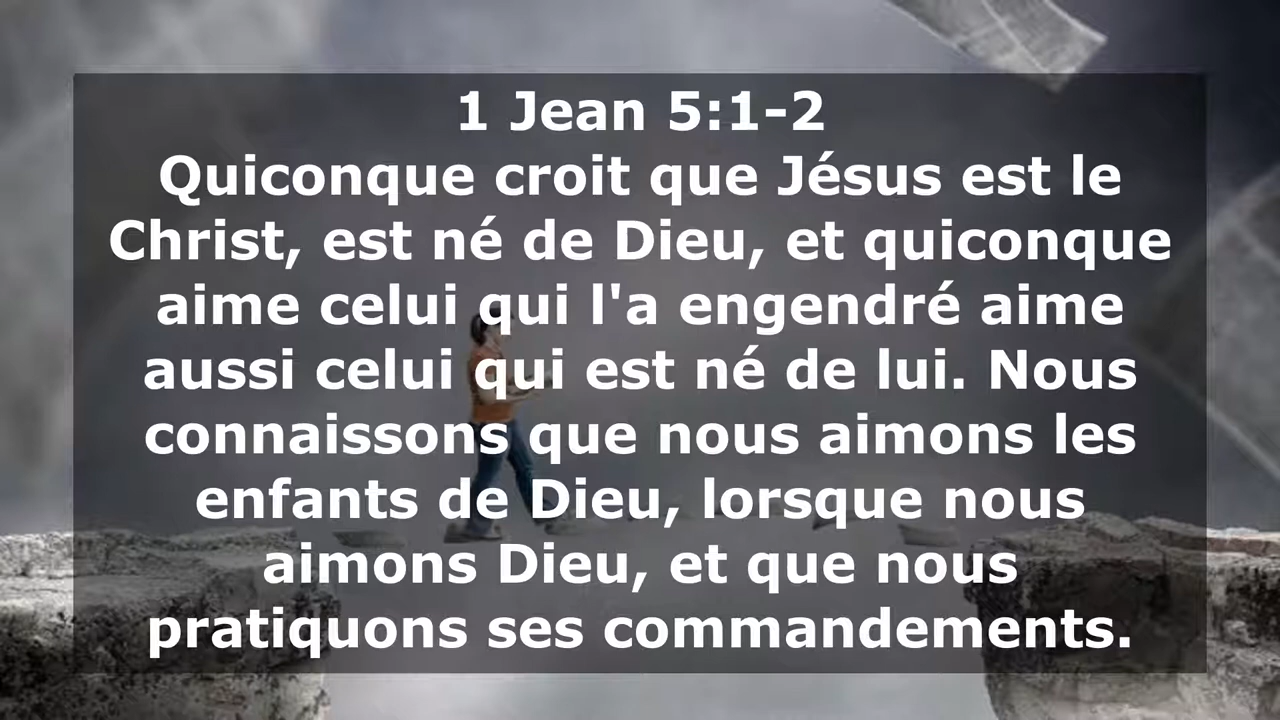 1 Jean 5:1-2
Quiconque croit que Jésus est le
Christ, est né de Dieu, et quiconque
aime celui qui l'a engendré aime
aussi celui qui est né de lui. Nous
connaissons que nous aimons les
enfants de Dieu, lorsque nous
aimons Dieu, et que nous
pratiquons ses commandements.